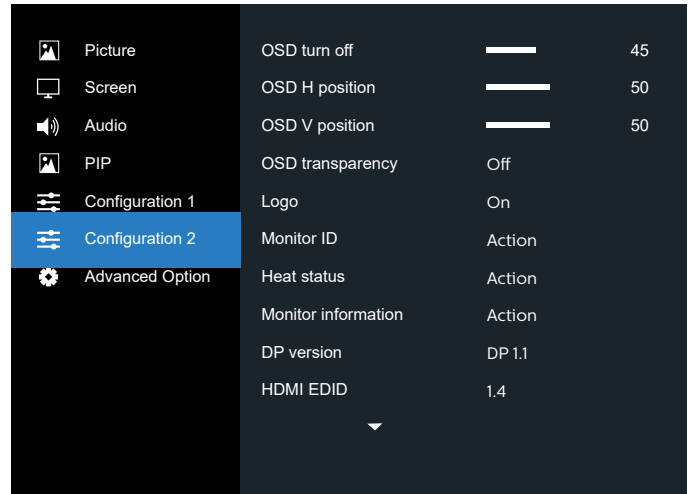 Picture
Screen
Audio
PIP
Configuration 1
Configuration 2
Advanced Option
OSD turn off 45
OSD H position 50
OSD V position 50
OSD transparency Off
Logo On
Monitor ID Action
Heat status Action
Monitor information Action
DP version DP 1.1
HDMI EDID 1.4